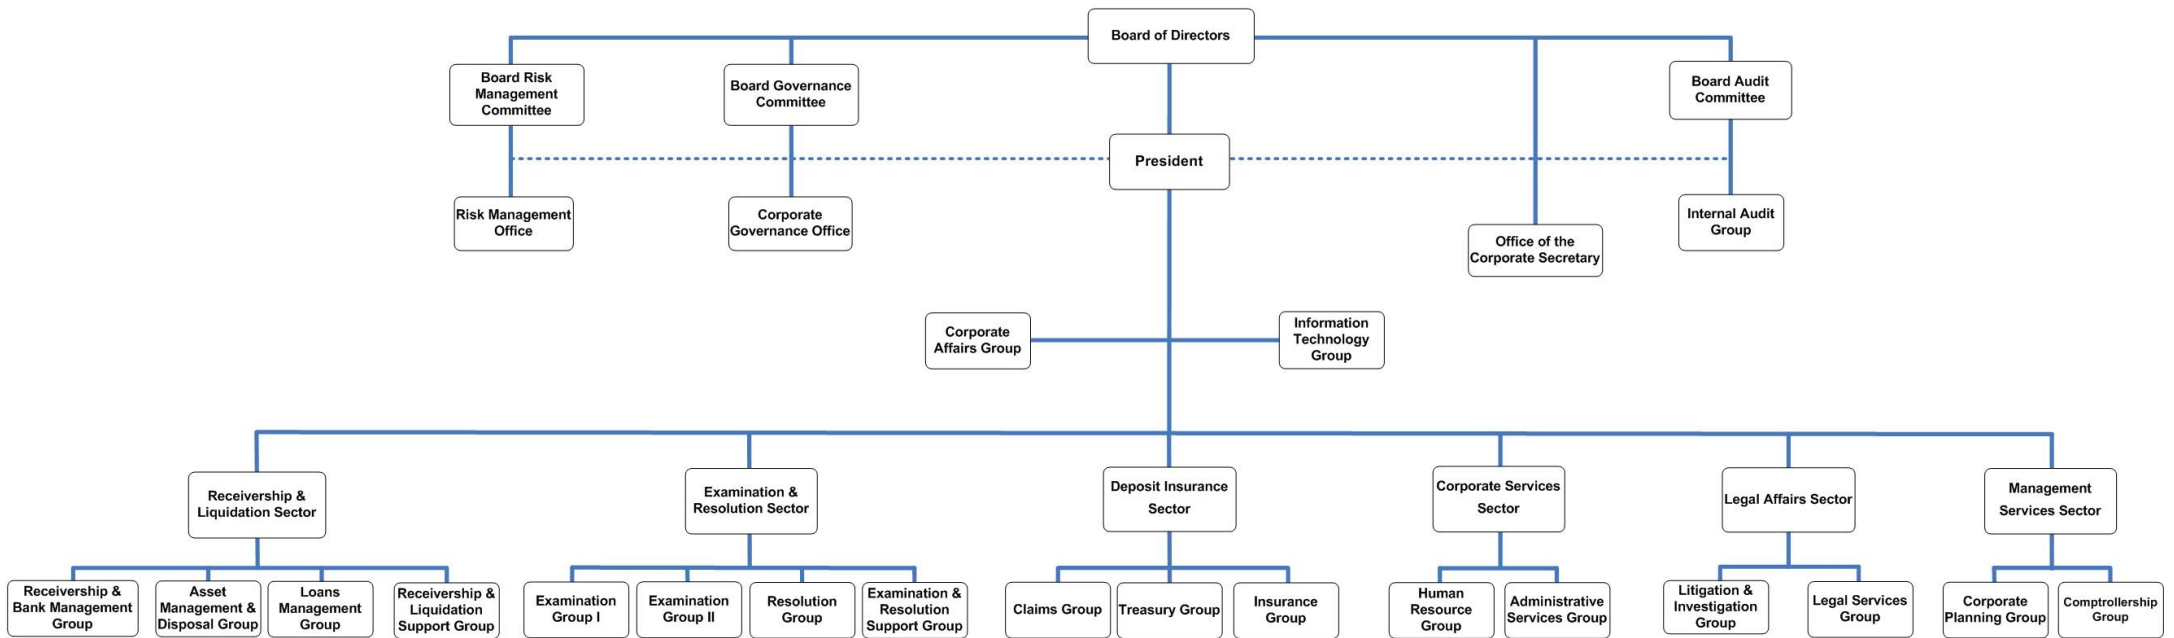 Board of Directors
Board Risk
Management
Committee
Board Governance
Committee
Board Audit
Committee
President
Risk Management
Office
Corporate
Governance Office
Internal Audit
Group
Office of the
Corporate Secretary
Corporate
Affairs Group
Information
Technology
Group
Receivership &
Liquidation Sector
Examination &
Resolution Sector
Deposit Insurance
Sector
Corporate Services
Sector
Legal Affairs Sector
Management
Services Sector
Receivership &
Bank Management
Group
Asset
Management &
Disposal Group
Loans
Management
Group
Receivership &
Liquidation
Support Group
Examination
Group I
Examination
Group II
Resolution
Group
Examination &
Resolution
Support Group
Claims Group
Treasury Group
Insurance
Group
Human
Resource
Group
Administrative
Services Group
Litigation &
Investigation
Group
Legal Services
Group
Corporate
Planning Group
Comptrollership
Group